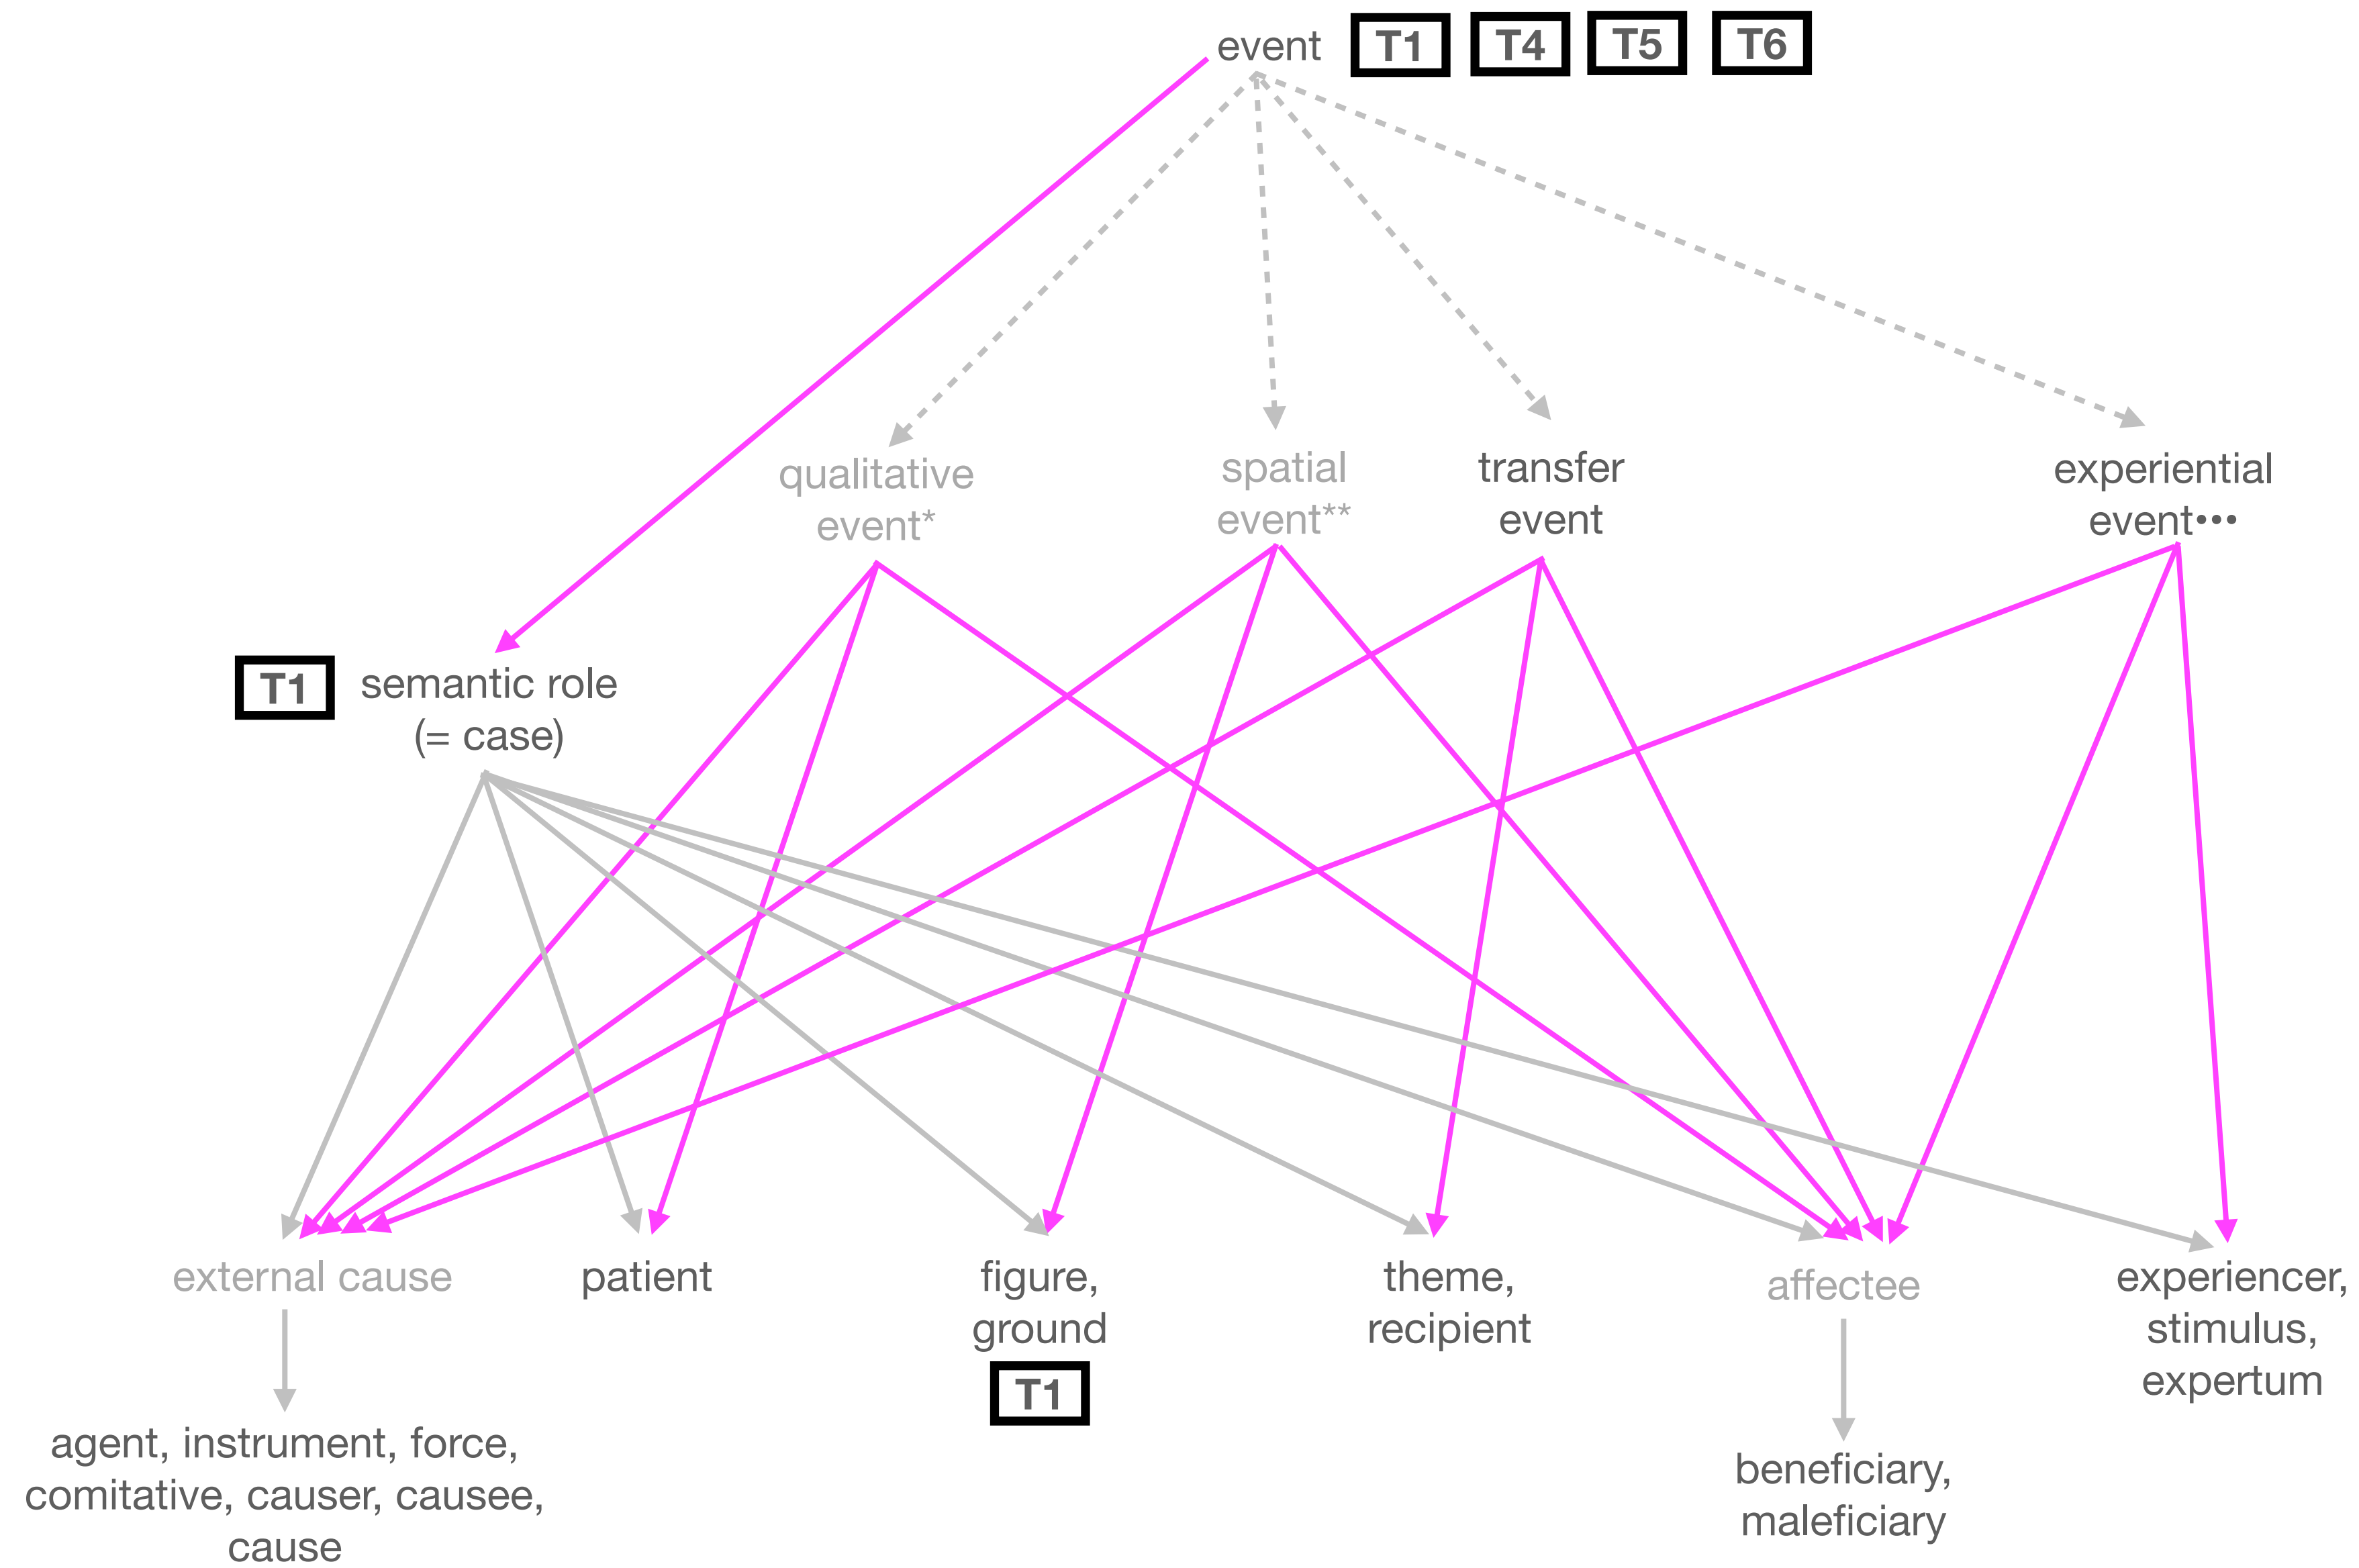 event T1 T4 T5 T6
qualitative
event*
spatial
event**
transfer
event
experiential
event•••
T1 semantic role
(= case)
external cause
patient
figure,
ground
T1
theme,
recipient
affectee
experiencer,
stimulus,
expertum
agent, instrument, force,
comitative, causer, causee,
cause
beneficiary,
maleficiary